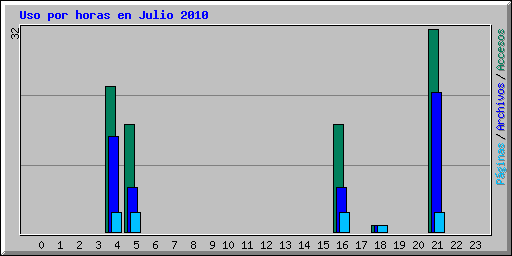 Uso por horas en Julio 2010
32
Páginas / Archivos / Accesos
0 1 2 3 4 5 6 7 8 9 10 11 12 13 14 15 16 17 18 19 20 21 22 23